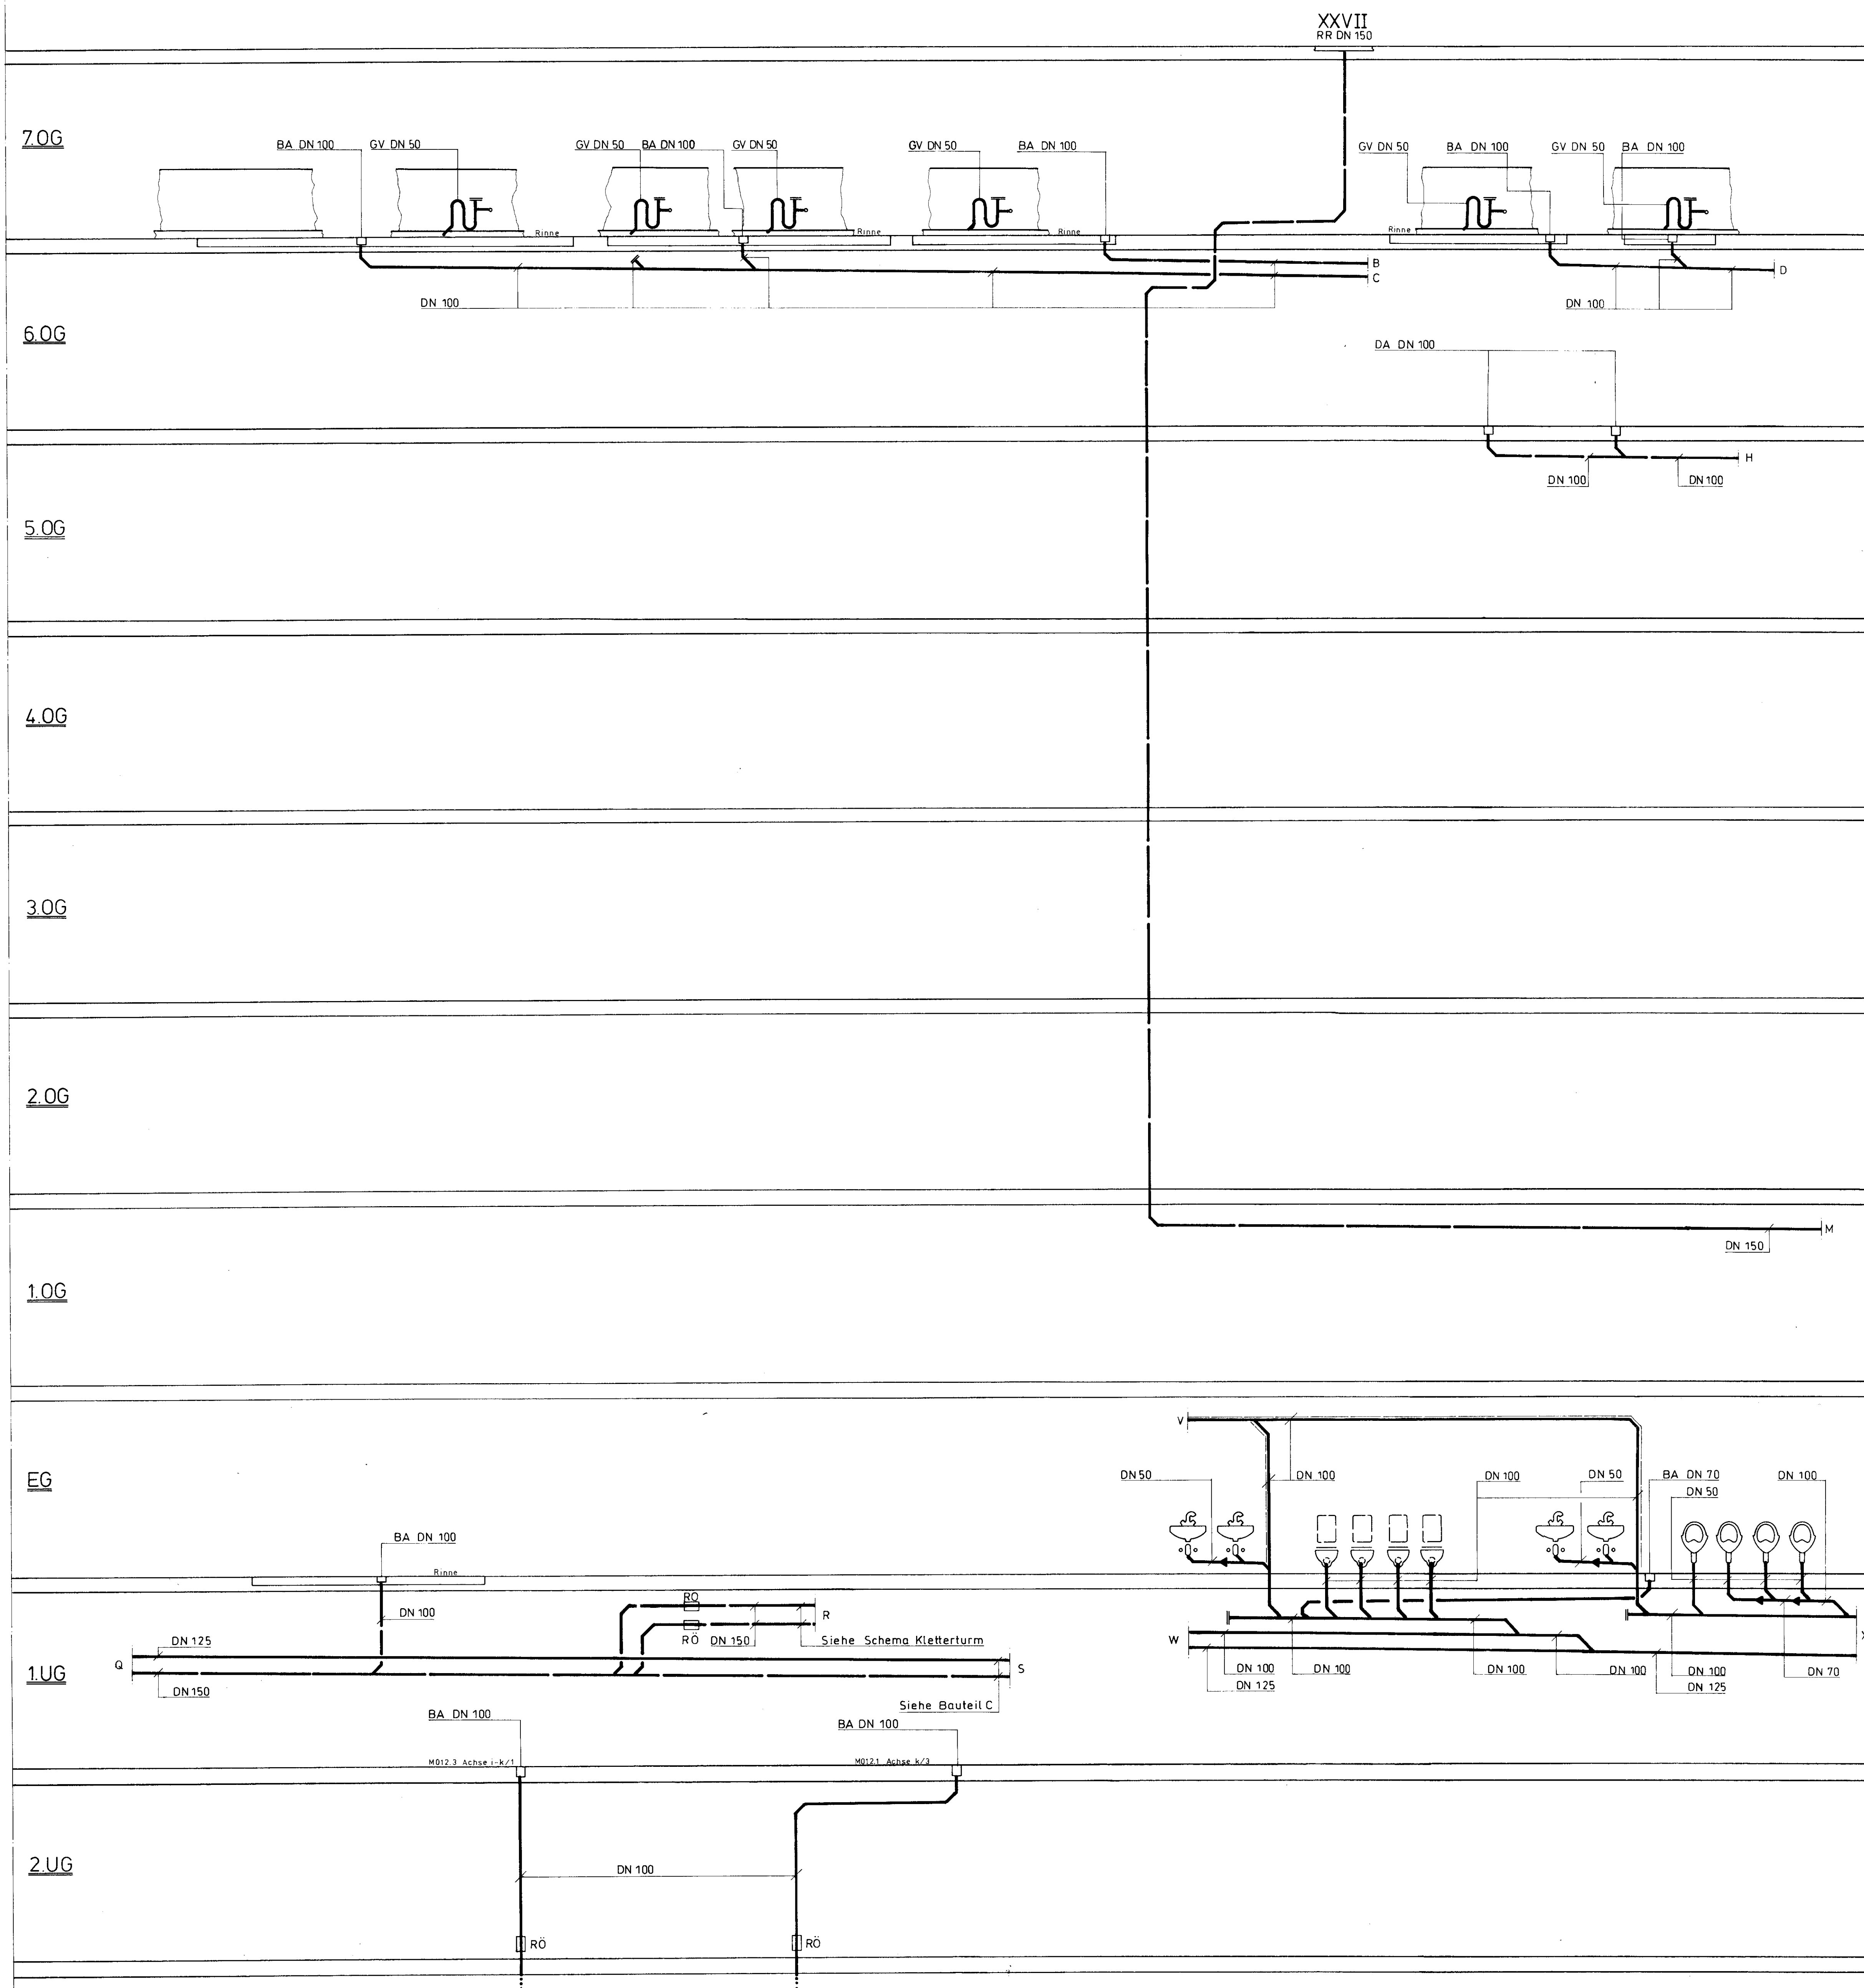 XXVII
RR DN 150
7.OG
BA DN 100 GV DN 50 GV DN 50 BA DN 100 GV DN 50 GV DN 50 BA DN 100 GV DN 50 BA DN 100 GV DN 50 BA DN 100
Rinne Rinne Rinne Rinne
B
C
D
DN 100 DN 100
6.OG
DA DN 100
H
DN 100 DN 100
5.OG
4.OG
3.OG
2.OG
M
DN 150
1.OG
V
EG
DN 50 DN 100 DN 100 DN 50 BA DN 70 DN 100
DN 50
BA DN 100
Rinne
RÖ
DN 100 R
RÖ DN 150 Siehe Schema Kletterturm
DN 125 W
Q S
1.UG
DN 100 DN 100 DN 100 DN 100 DN 100 DN 70
DN 150 DN 125 DN 125
Siehe Bauteil C
BA DN 100 BA DN 100
M012.3 Achse i-k/1 M012.1 Achse k/3
2.UG
DN 100
RÖ RÖ